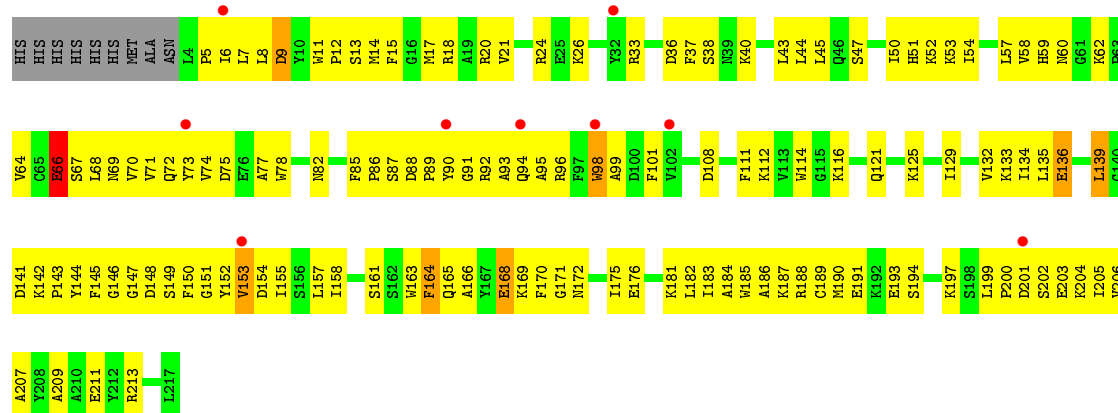 HIS HIS HIS HIS HIS HIS MET ALA ASN L4 P5 I6 L7 L8 D9 Y10 W11 P12 S13 M14 F15 G16 M17 R18 A19 R20 V21 R24 E25 K26 Y32 R33 D36 F37 S38 N39 K40 L43 L44 L45 Q46 S47 I50 H51 K52 K53 I54 L57 V58 H59 N60 G61 K62 P63
V64 C65 E66 S67 L68 N69 V70 V71 Q72 Y73 V74 D75 E76 A77 W78 N82 F85 P86 S87 D88 P89 Y90 G91 R92 A93 Q94 A95 R96 F97 W98 A99 D100 F101 V102 D108 F111 K112 V113 W114 G115 K116 Q121 K125 I129 V132 K133 I134 L135 E136 L139 G140
D141 K142 P143 Y144 F145 G146 G147 D148 S149 F150 G151 Y152 V153 D154 I155 S156 L157 I158 S161 S162 W163 F164 Q165 A166 Y167 E168 K169 F170 G171 N172 I175 E176 K181 L182 I183 A184 W185 A186 K187 R188 C189 M190 E191 K192 E193 S194 K197 S198 L199 P200 D201 S202 E203 K204 I205 V206
A207 Y208 A209 A210 E211 Y212 R213 L217